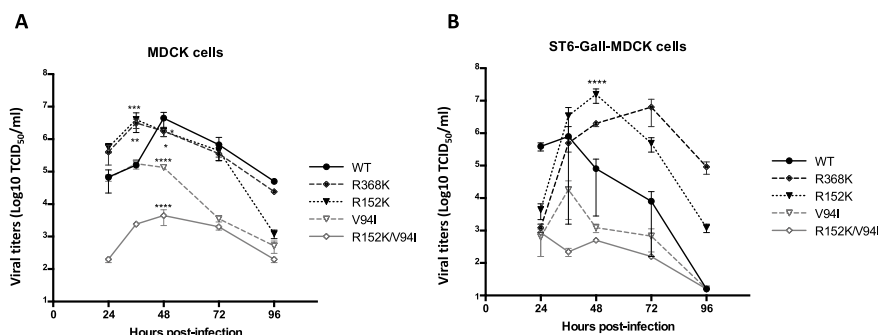 A
MDCK cells
Viral titers (Log10 TCID50/ml)
8
7
6
5
4
3
2
1
0
24
48
72
96
Hours post-infection
***
**
*
*
****
****
WT
R368K
R152K
V94I
R152K/V94I
B
ST6-GalI-MDCK cells
Viral titers (Log10 TCID50/ml)
8
7
6
5
4
3
2
1
0
24
48
72
96
Hours post-infection
****
WT
R368K
R152K
V94I
R152K/V94I